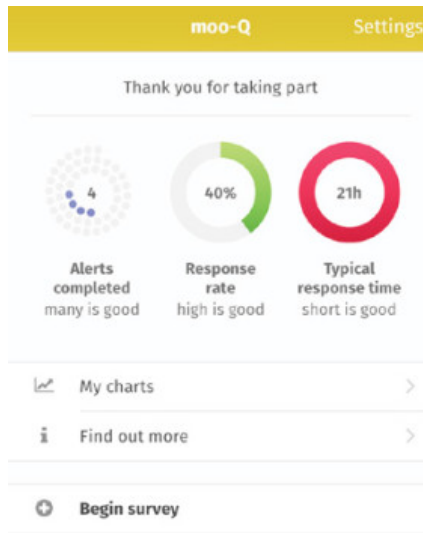 moo-Q Settings
Thank you for taking part
4 40% 21h
Alerts Response Typical
completed rate response time
many is good high is good short is good
My charts
Find out more
Begin survey